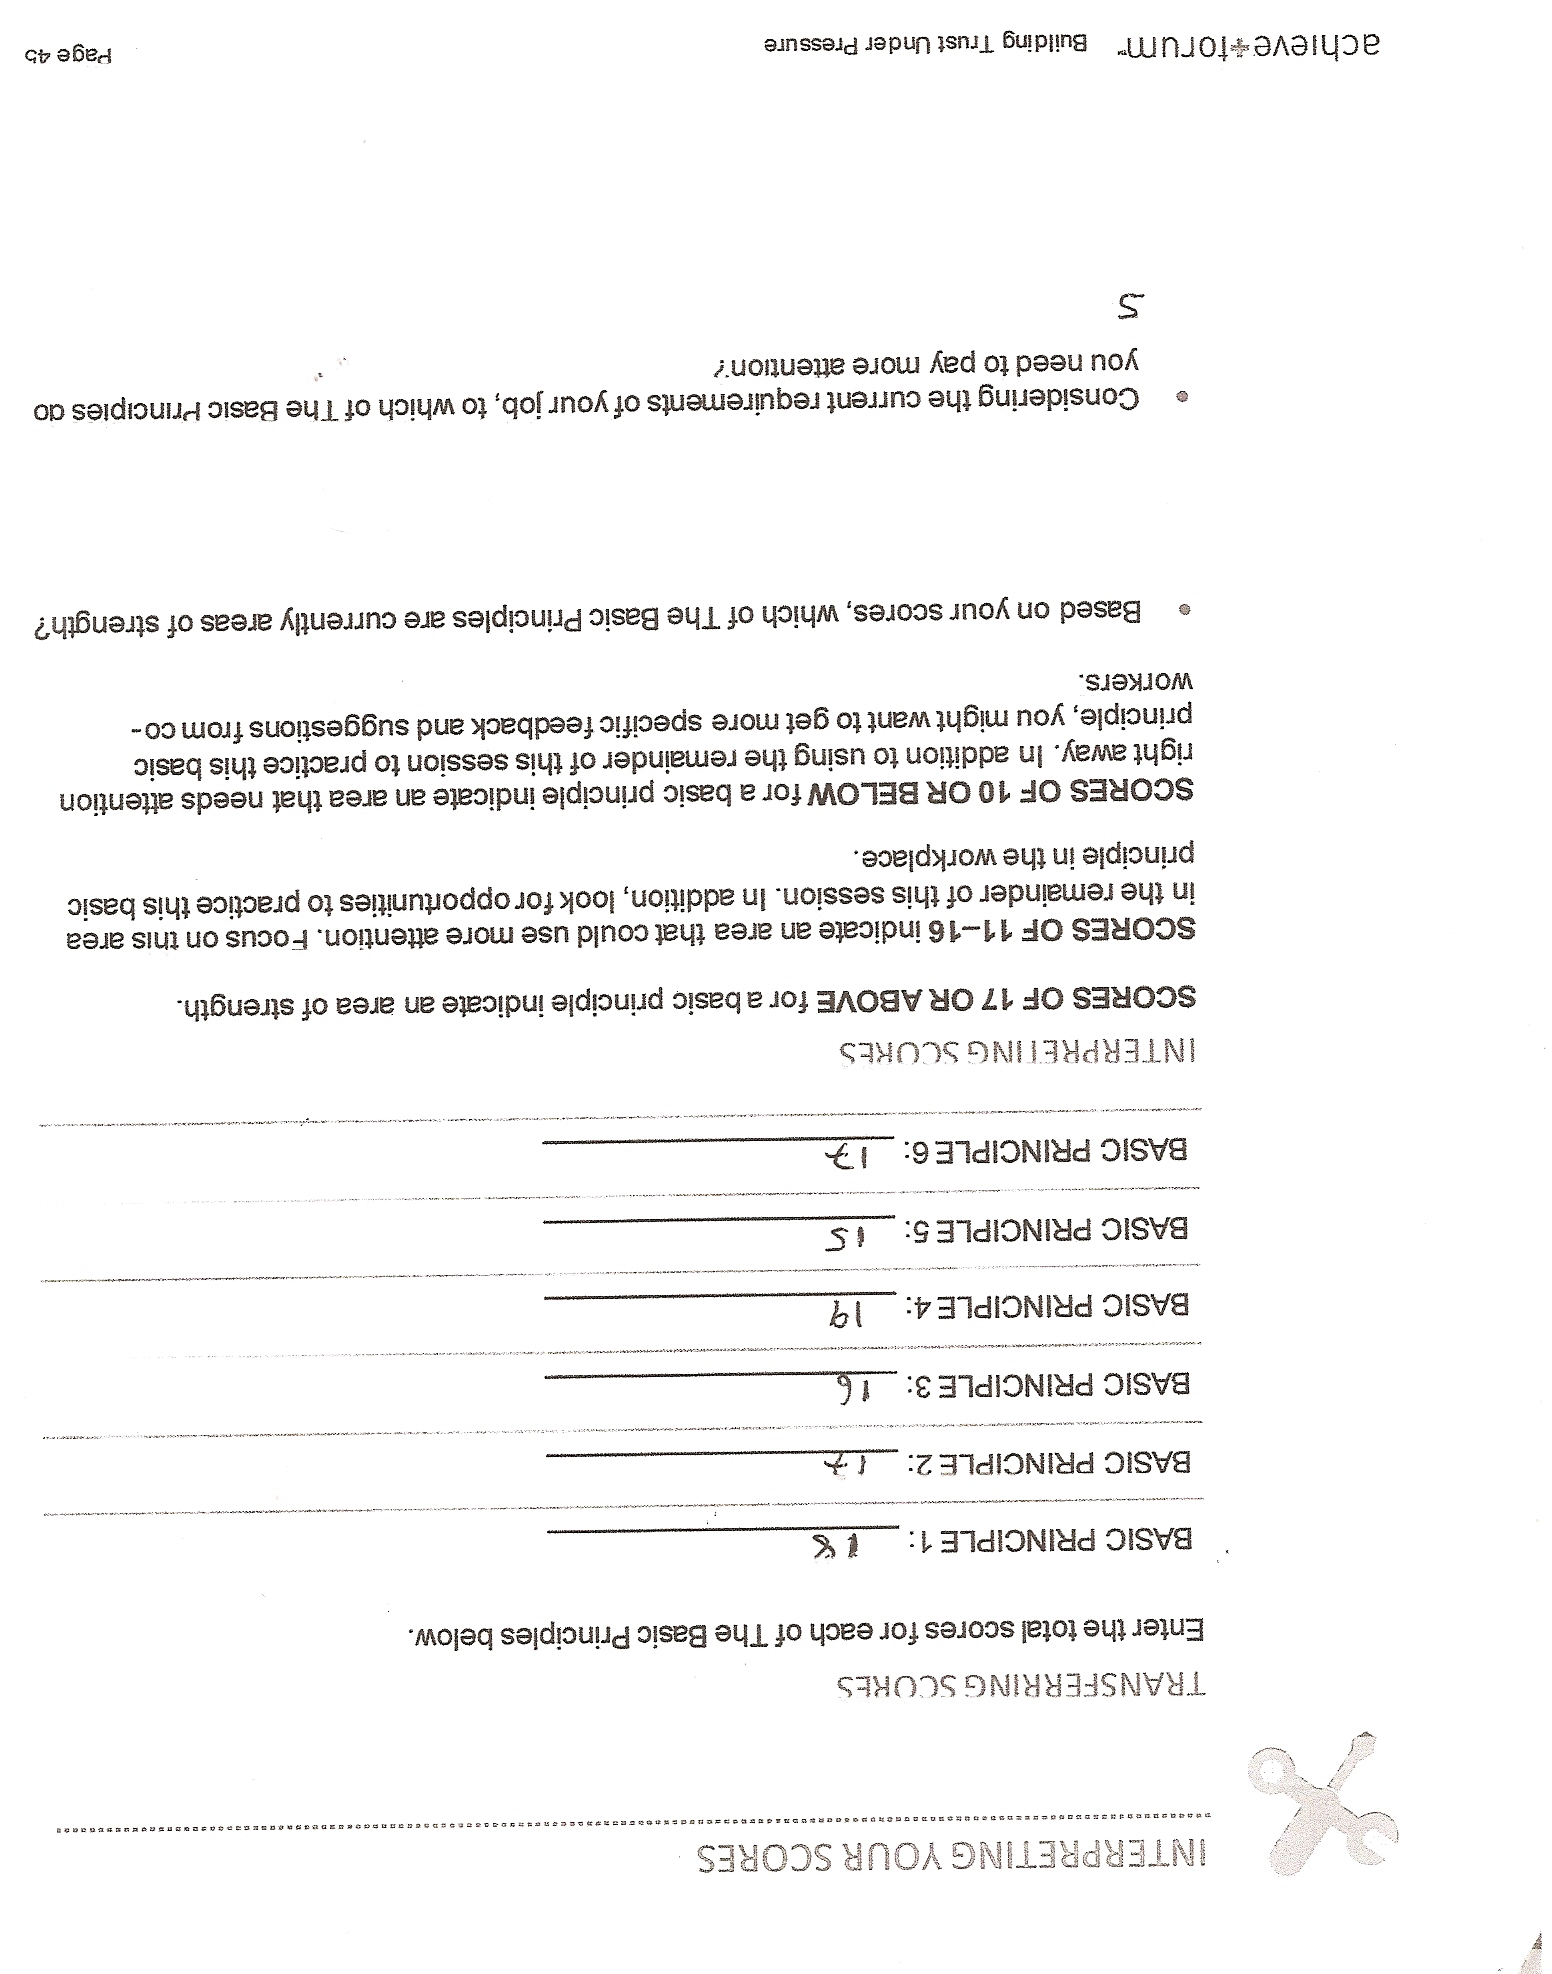 INTERPRETING YOUR SCORES
TRANSFERRING SCORES
Enter the total scores for each of The Basic Principles below.
BASIC PRINCIPLE 1: 18
BASIC PRINCIPLE 2: 17
BASIC PRINCIPLE 3: 16
BASIC PRINCIPLE 4: 19
BASIC PRINCIPLE 5: 15
BASIC PRINCIPLE 6: 17
INTERPRETING SCORES
SCORES OF 17 OR ABOVE for a basic principle indicate an area of strength.
SCORES OF 11–16 indicate an area that could use more attention. Focus on this area
in the remainder of this session. In addition, look for opportunities to practice this basic
principle in the workplace.
SCORES OF 10 OR BELOW for a basic principle indicate an area that needs attention
right away. In addition to using the remainder of this session to practice this basic
principle, you might want to get more specific feedback and suggestions from co-
workers.
• Based on your scores, which of The Basic Principles are currently areas of strength?
• Considering the current requirements of your job, to which of The Basic Principles do
you need to pay more attention?
5
achieve+forum™ Building Trust Under Pressure Page 45